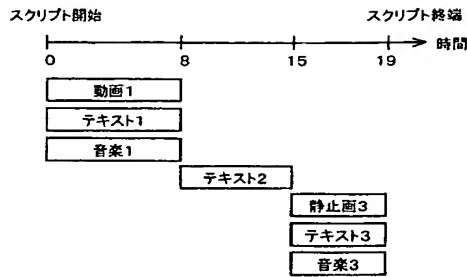 スクリプト開始 スクリプト終端
時間
0 8 15 19
動画1
テキスト1
音楽1
テキスト2
静止画3
テキスト3
音楽3